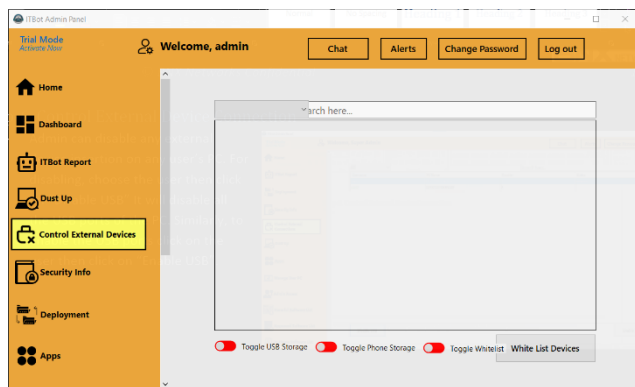 ITBot Admin Panel
Trial Mode
Activate Now
Welcome, admin
Chat
Alerts
Change Password
Log out
Home
Dashboard
ITBot Report
Dust Up
Control External Devices
Security Info
Deployment
Apps
arch here...
Toggle USB Storage
Toggle Phone Storage
Toggle Whitelist
White List Devices